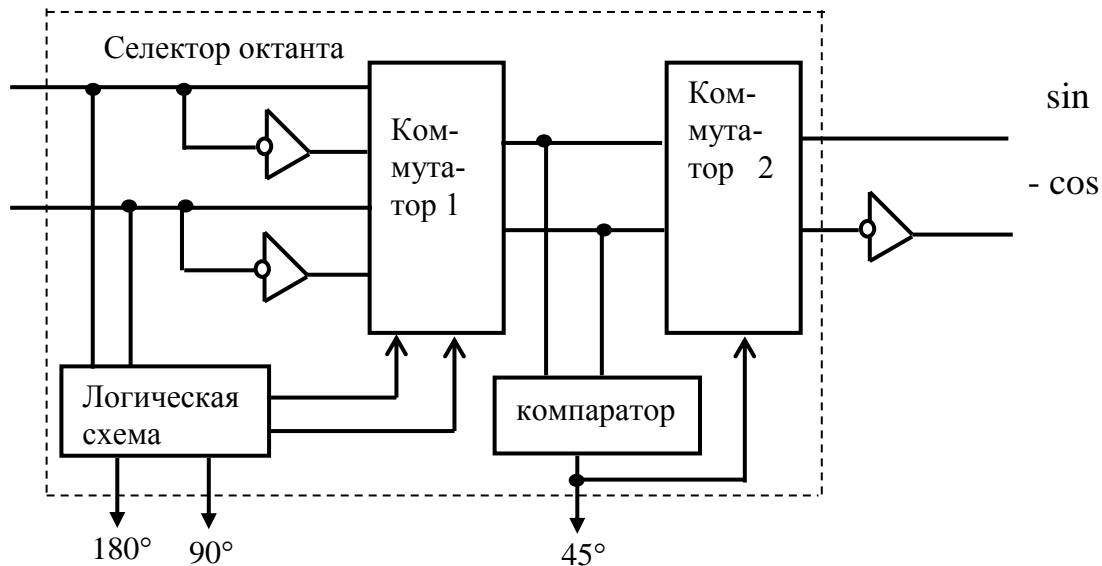 Селектор октанта
Ком-
мута-
тор 1
Ком-
мута-
тор 2
sin
- cos
Логическая
схема
компаратор
180°
90°
45°